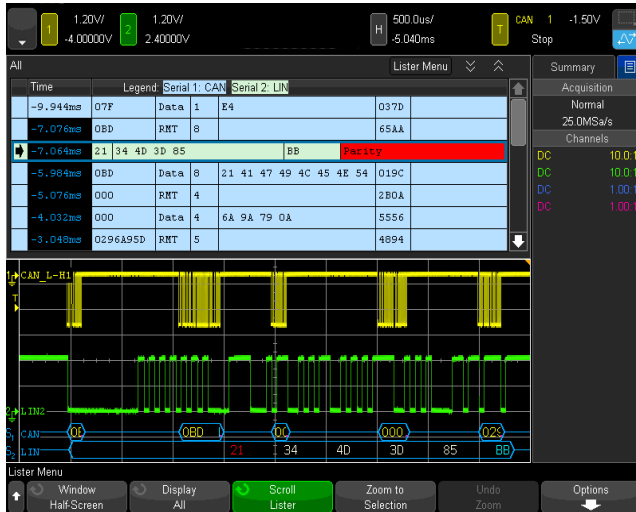 1 1.20V/ -4.00000V 2 1.20V/ 2.40000V H 500.0us/ -5.040ms T CAN 1 -1.50V Stop
All Lister Menu Summary
Time Legend: Serial 1: CAN Serial 2: LIN
-9.944ms 07F Data 1 E4 037D
-7.076ms 0BD RMT 8 65AA
-7.064ms 21 34 4D 3D 85 BB Parity
-5.984ms 0BD Data 8 21 41 47 49 4C 45 4E 54 019C
-5.076ms 000 RMT 4 2B0A
-4.032ms 000 Data 4 6A 9A 79 0A 5556
-3.048ms 0296A95D RMT 5 4894
Acquisition
Normal
25.0MSa/s
Channels
DC 10.0:
DC 10.0:
DC 1.00:
DC 1.00:
1 CAN_L-H1
T
2 LIN2
S1 CAN 0BD 000 029
S2 LIN 21 34 4D 3D 85 BB
Lister Menu
Window Half-Screen
Display All
Scroll Lister
Zoom to Selection
Undo Zoom
Options